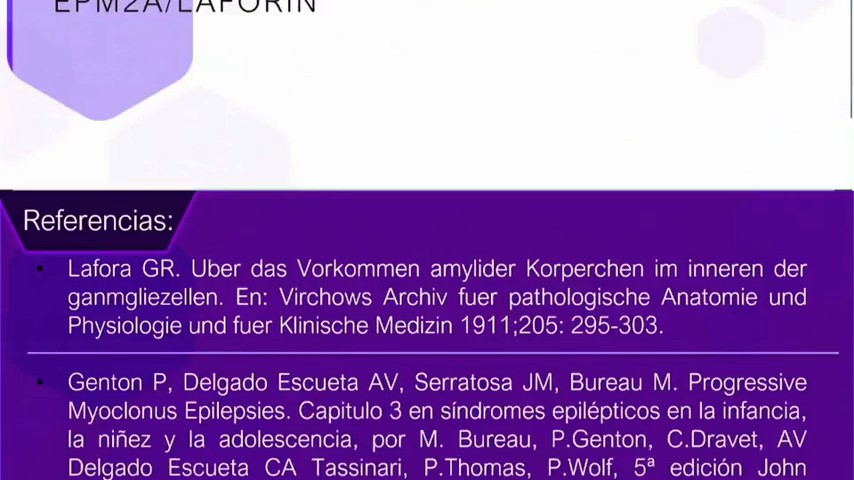 EPM2A/LAFORIN
Referencias:
• Lafora GR. Uber das Vorkommen amylider Korperchen im inneren der
ganmgliezellen. En: Virchows Archiv fuer pathologische Anatomie und
Physiologie und fuer Klinische Medizin 1911;205: 295-303.
• Genton P, Delgado Escueta AV, Serratosa JM, Bureau M. Progressive
Myoclonus Epilepsies. Capitulo 3 en síndromes epilépticos en la infancia,
la niñez y la adolescencia, por M. Bureau, P.Genton, C.Dravet, AV
Delgado Escueta CA Tassinari, P.Thomas, P.Wolf, 5ª edición John